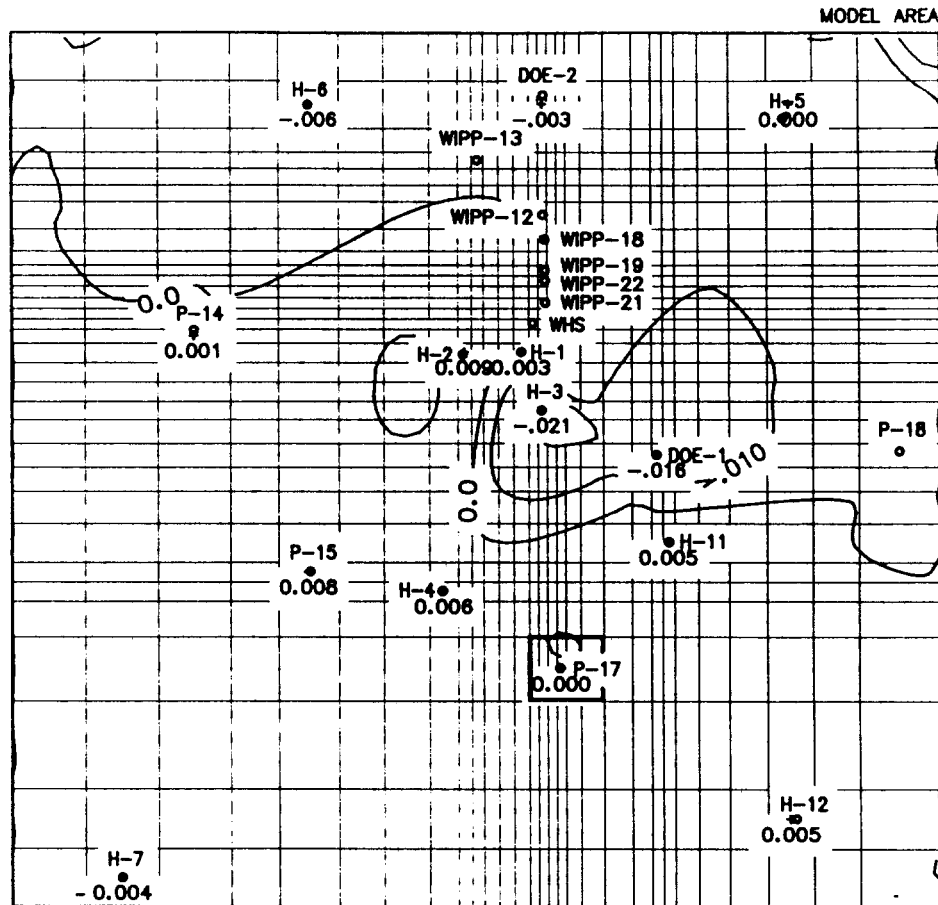 MODEL AREA
DOE-2
H-6
H-5
-.006
-.003
0.000
WIPP-13
WIPP-12
WIPP-18
WIPP-19
WIPP-22
WIPP-21
0.0
P-14
0.001
WHS
H-2
H-1
0.009
0.003
H-3
-.021
P-18
DOE-1
-.016
-.010
0.0
H-11
0.005
P-15
0.008
H-4
0.006
P-17
0.000
H-12
0.005
H-7
-0.004